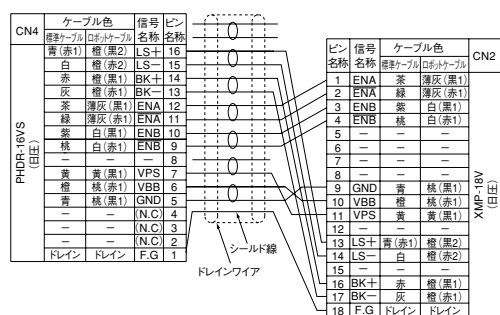 CN4 ケーブル色 信号名称 ピン名称
標準ケーブル ロボットケーブル
青(赤1) 橙(黒2) LS+ 16
白 橙(赤2) LS− 15
赤 橙(黒1) BK+ 14
灰 橙(赤1) BK− 13
茶 薄灰(黒1) ENA 12
緑 薄灰(赤1) E̅N̅A̅ 11
紫 白(黒1) ENB 10
桃 白(赤1) E̅N̅B̅ 9
− − − 8
黄 黄(黒1) VPS 7
橙 桃(赤1) VBB 6
青 桃(黒1) GND 5
− − (N.C) 4
− − (N.C) 3
− − (N.C) 2
ドレイン ドレイン F.G 1
PHDR-16VS
(日圧)
シールド線
ドレインワイア
ピン名称 信号名称 ケーブル色 CN2
標準ケーブル ロボットケーブル
1 ENA 茶 薄灰(黒1)
2 E̅N̅A̅ 緑 薄灰(赤1)
3 ENB 紫 白(黒1)
4 E̅N̅B̅ 桃 白(赤1)
5 − − −
6 − − −
7 − − −
8 − − −
9 GND 青 桃(黒1)
10 VBB 橙 桃(赤1)
11 VPS 黄 黄(黒1)
12 − − −
13 LS+ 青(赤1) 橙(黒2)
14 LS− 白 橙(赤2)
15 − − −
16 BK+ 赤 橙(黒1)
17 BK− 灰 橙(赤1)
18 F.G ドレイン ドレイン
XMP-18V
(日圧)